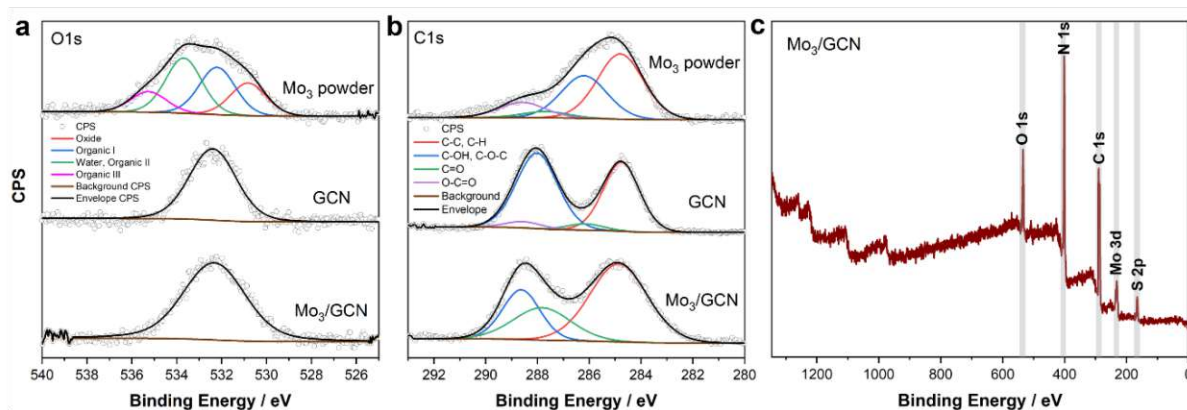 a
O1s
Mo₃ powder
CPS
Oxide
Organic I
Water, Organic II
Organic III
Background CPS
Envelope CPS
GCN
Mo₃/GCN
CPS
540 538 536 534 532 530 528 526
Binding Energy / eV
b
C1s
Mo₃ powder
CPS
C-C, C-H
C-OH, C-O-C
C=O
O-C=O
Background
Envelope
GCN
Mo₃/GCN
292 290 288 286 284 282 280
Binding Energy / eV
c
Mo₃/GCN
O 1s
N 1s
C 1s
Mo 3d
S 2p
1200 1000 800 600 400 200
Binding Energy / eV